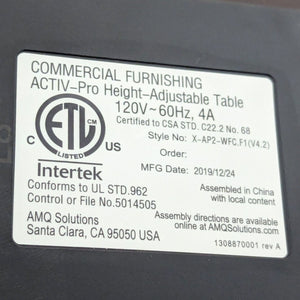 COMMERCIAL FURNISHING
ACTIV-Pro Height-Adjustable Table
120V~60Hz, 4A
Certified to CSA STD. C22.2 No. 68
Style No: X-AP2-WFC.F1(V4.2)
ETL
C LISTED US
Intertek
Order:
MFG Date: 2019/12/24
Conforms to UL STD.962
Control or File No.5014505
Assembled in China
with local content
AMQ Solutions
Santa Clara, CA 95050 USA
Assembly directions are available
online at AMQSolutions.com
1308870001 rev A